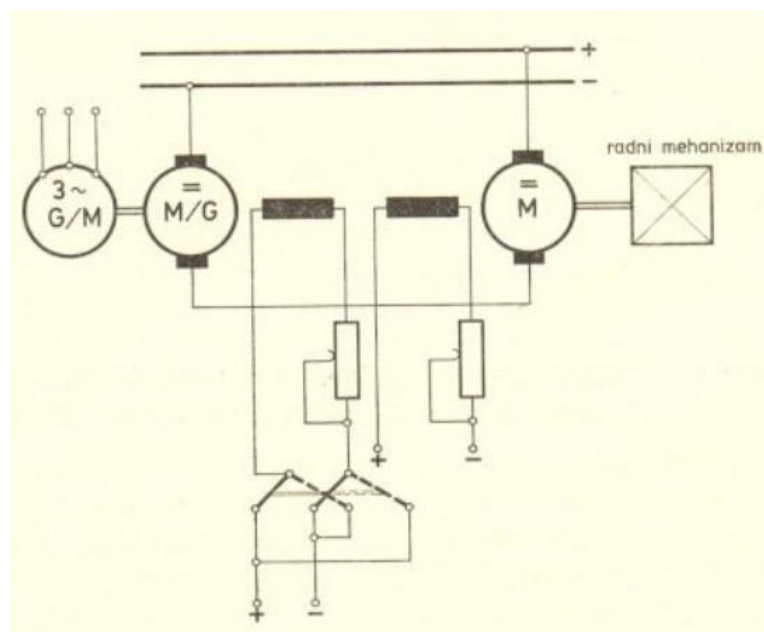 +
−
radni mehanizam
3~
G/M
=
M/G
=
M
+
−
+
−